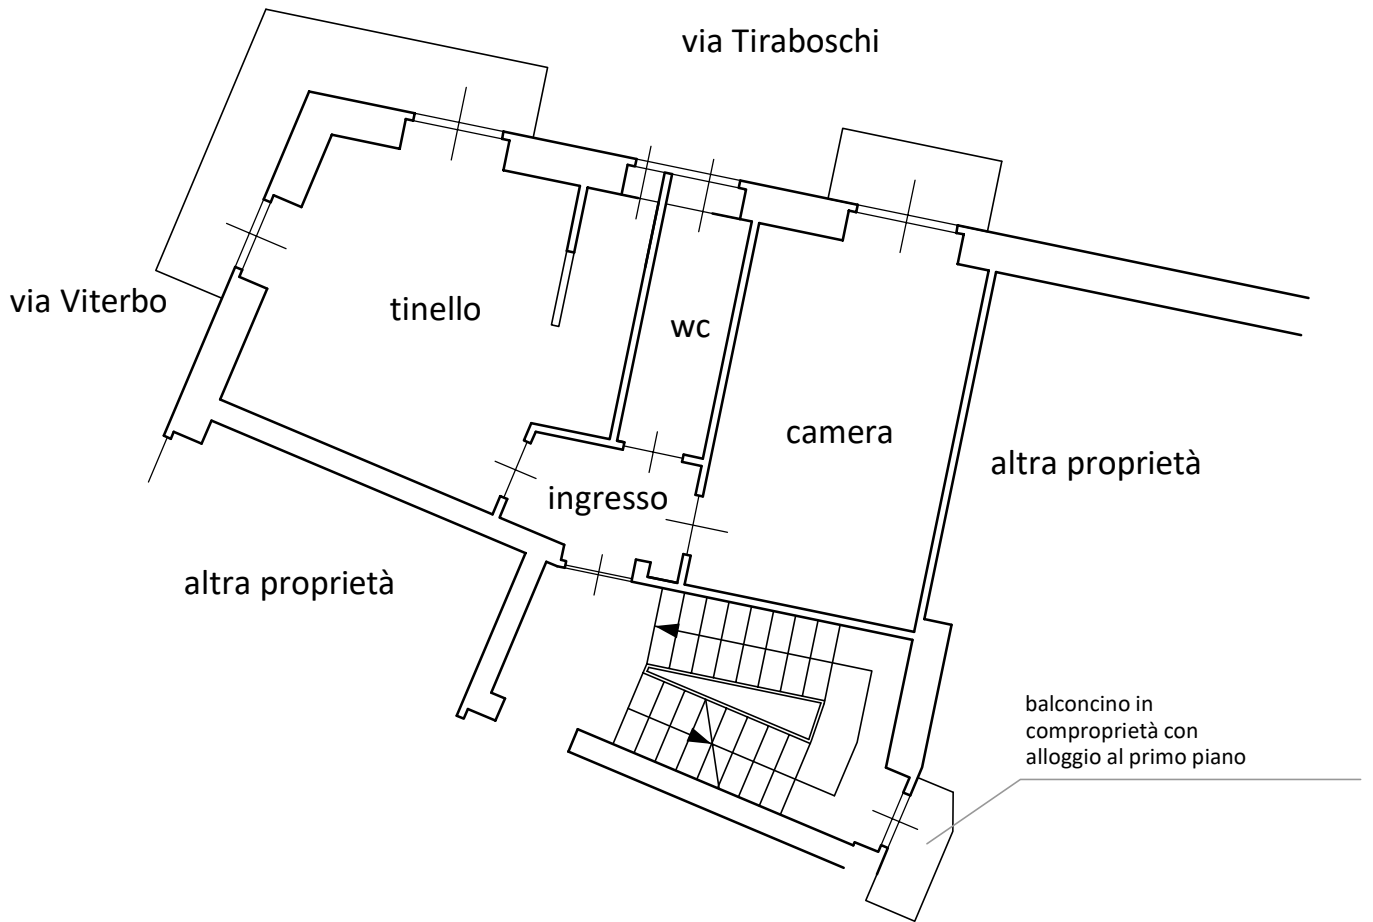 via Tiraboschi
via Viterbo
tinello
wc
camera
altra proprietà
ingresso
altra proprietà
balconcino in
comproprietà con
alloggio al primo piano